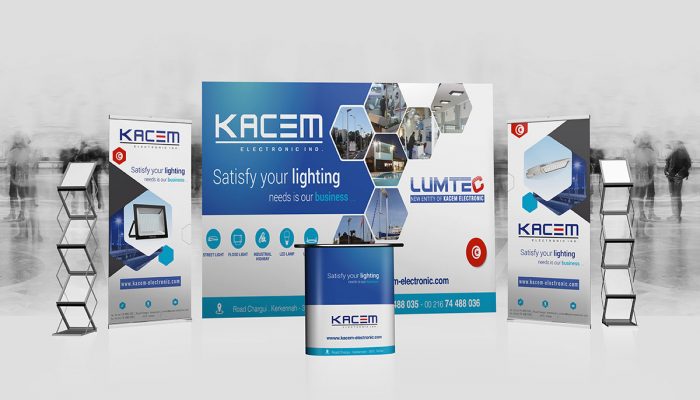 KACEM
ELECTRONIC INC.
Satisfy your lighting
needs is our business
www.kacem-electronic.com
KACEM
ELECTRONIC INC.
Satisfy your lighting
needs is our business ...
STREET LIGHT
FLOOD LIGHT
INDUSTRIAL
HIGHWAY
LED LAMP
LUMTEC
NEW ENTITY OF KACEM ELECTRONIC
-electronic.com
Road Chargui , Kerkennah - 3
488 035 - 00 216 74 488 036
Satisfy your lighting
needs is our business
KACEM
ELECTRONIC INC.
www.kacem-electronic.com
KACEM
ELECTRONIC INC.
Satisfy your lighting
needs is our business
www.kacem-electronic.com